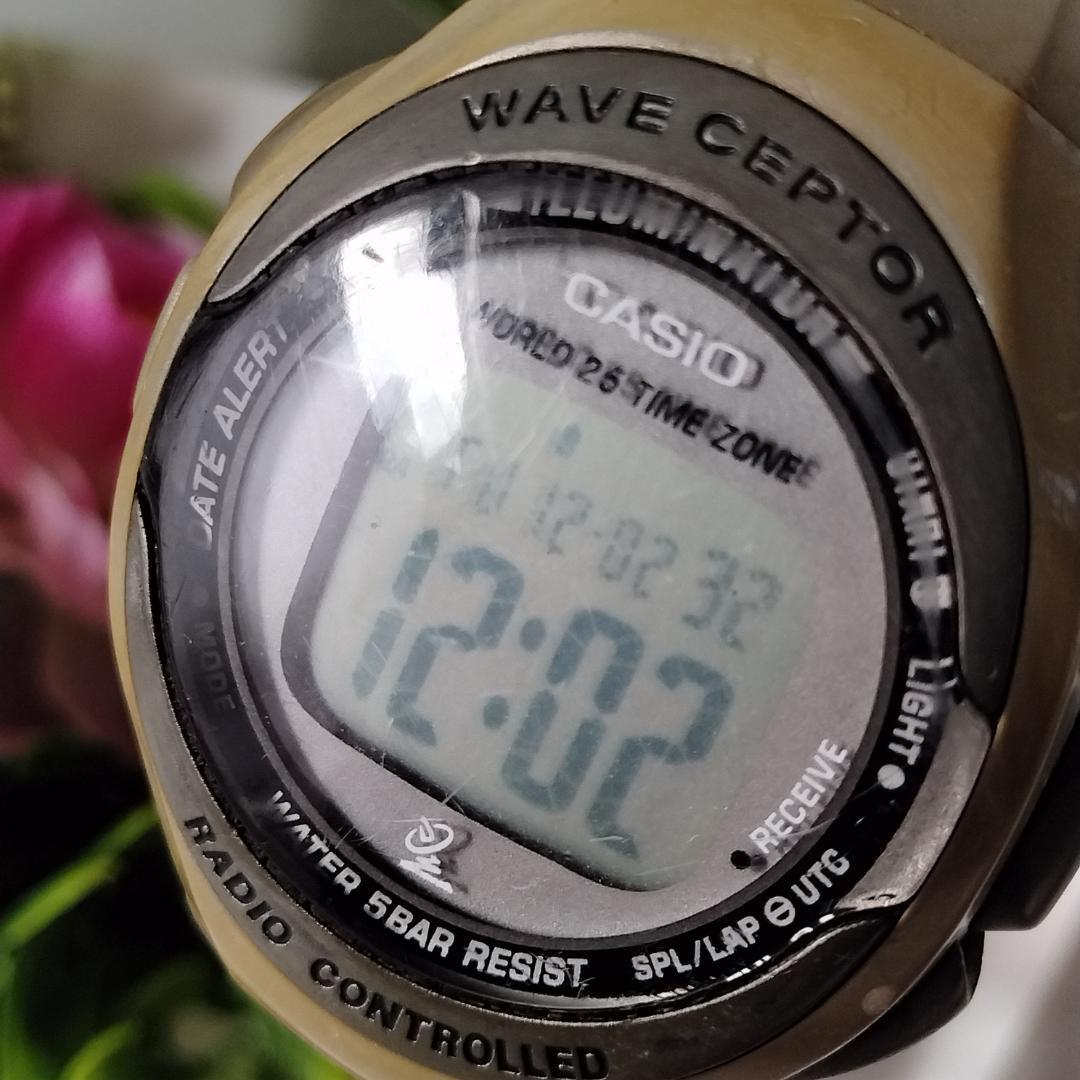 WAVE CEPTOR
ILLUMINATOR
CASIO
WORLD 26 TIME ZONE
DATE ALERT
MODE
12-02 32
12:02
LIGHT
RECEIVE
SPL/LAP UTC
WATER 5BAR RESIST
RADIO CONTROLLED